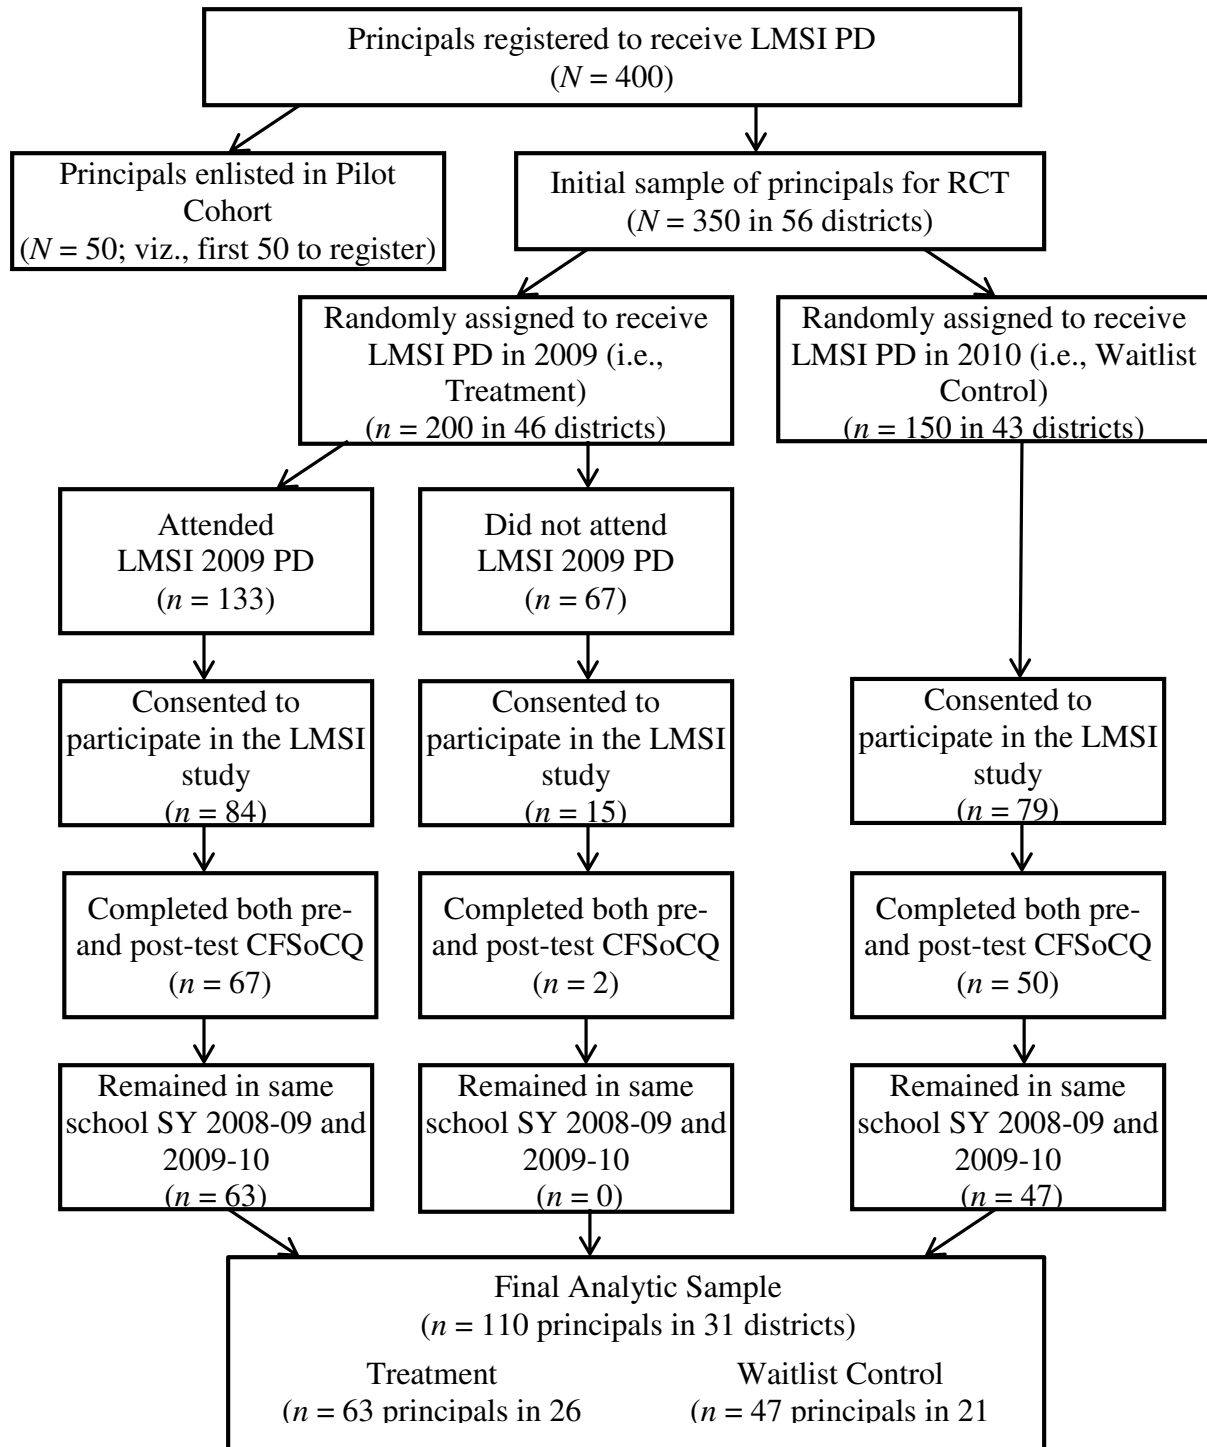 Principals registered to receive LMSI PD
(N = 400)
Principals enlisted in Pilot
Cohort
(N = 50; viz., first 50 to register)
Initial sample of principals for RCT
(N = 350 in 56 districts)
Randomly assigned to receive
LMSI PD in 2009 (i.e.,
Treatment)
(n = 200 in 46 districts)
Randomly assigned to receive
LMSI PD in 2010 (i.e., Waitlist
Control)
(n = 150 in 43 districts)
Attended
LMSI 2009 PD
(n = 133)
Did not attend
LMSI 2009 PD
(n = 67)
Consented to
participate in the LMSI
study
(n = 84)
Consented to
participate in the LMSI
study
(n = 15)
Consented to
participate in the LMSI
study
(n = 79)
Completed both pre-
and post-test CFSoCQ
(n = 67)
Completed both pre-
and post-test CFSoCQ
(n = 2)
Completed both pre-
and post-test CFSoCQ
(n = 50)
Remained in same
school SY 2008-09 and
2009-10
(n = 63)
Remained in same
school SY 2008-09 and
2009-10
(n = 0)
Remained in same
school SY 2008-09 and
2009-10
(n = 47)
Final Analytic Sample
(n = 110 principals in 31 districts)
Treatment
(n = 63 principals in 26
Waitlist Control
(n = 47 principals in 21